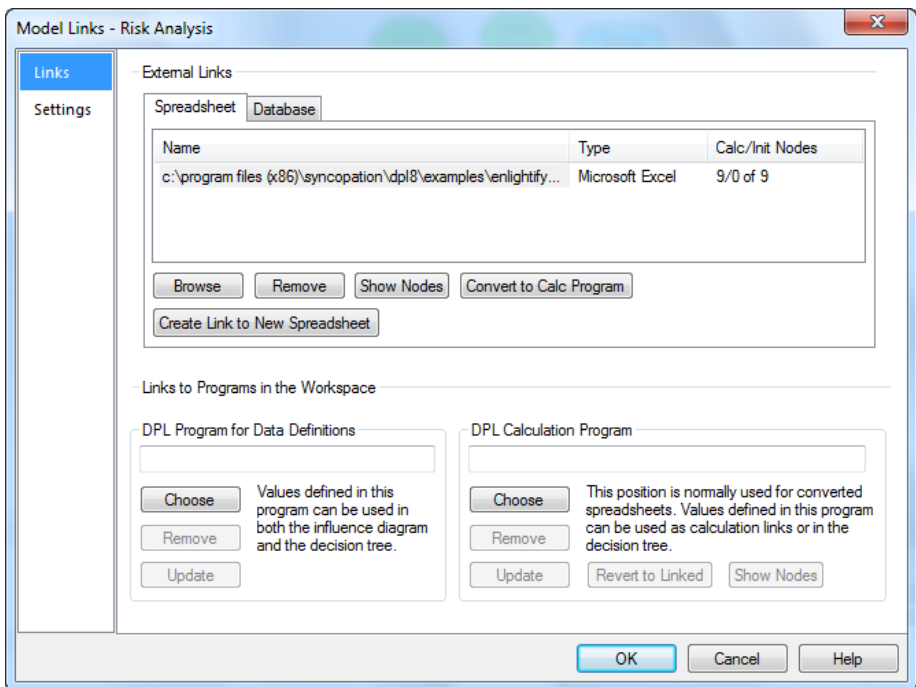 Model Links - Risk Analysis
Links
Settings
External Links
Spreadsheet Database
Name Type Calc/Init Nodes
c:\program files (x86)\syncopation\dpl8\examples\enlightify... Microsoft Excel 9/0 of 9
Browse Remove Show Nodes Convert to Calc Program
Create Link to New Spreadsheet
Links to Programs in the Workspace
DPL Program for Data Definitions
Choose
Remove
Update
Values defined in this
program can be used in
both the influence diagram
and the decision tree.
DPL Calculation Program
Choose
Remove
This position is normally used for converted
spreadsheets. Values defined in this program
can be used as calculation links or in the
decision tree.
Update Revert to Linked Show Nodes
OK Cancel Help